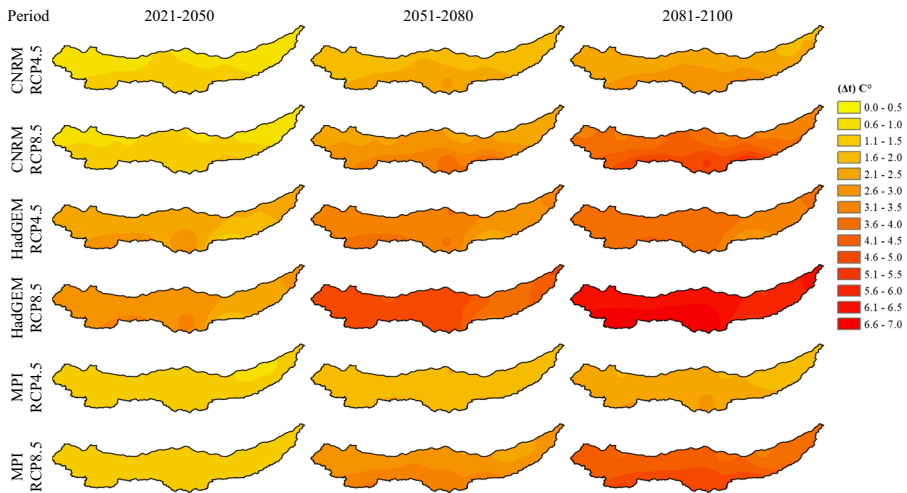 Period 2021-2050 2051-2080 2081-2100
CNRM
RCP4.5
CNRM
RCP8.5
HadGEM
RCP4.5
HadGEM
RCP8.5
MPI
RCP4.5
MPI
RCP8.5
(Δt) C°
0.0 - 0.5
0.6 - 1.0
1.1 - 1.5
1.6 - 2.0
2.1 - 2.5
2.6 - 3.0
3.1 - 3.5
3.6 - 4.0
4.1 - 4.5
4.6 - 5.0
5.1 - 5.5
5.6 - 6.0
6.1 - 6.5
6.6 - 7.0